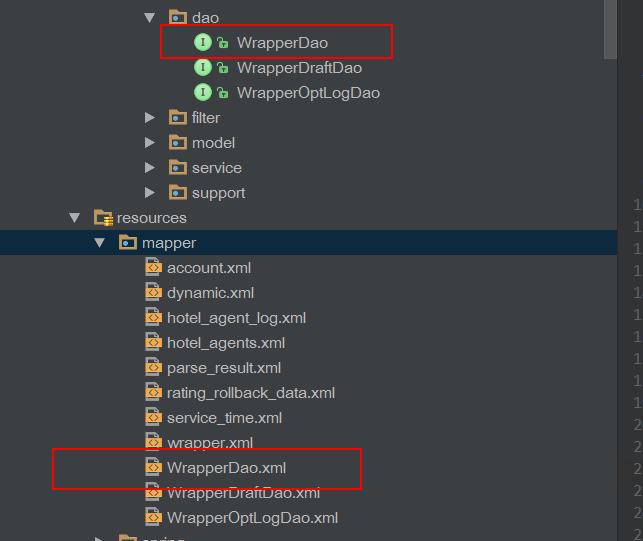 dao
WrapperDao
WrapperDraftDao
WrapperOptLogDao
filter
model
service
support
resources
mapper
account.xml
dynamic.xml
hotel_agent_log.xml
hotel_agents.xml
parse_result.xml
rating_rollback_data.xml
service_time.xml
wrapper.xml
WrapperDao.xml
WrapperDraftDao.xml
WrapperOptLogDao.xml
spring